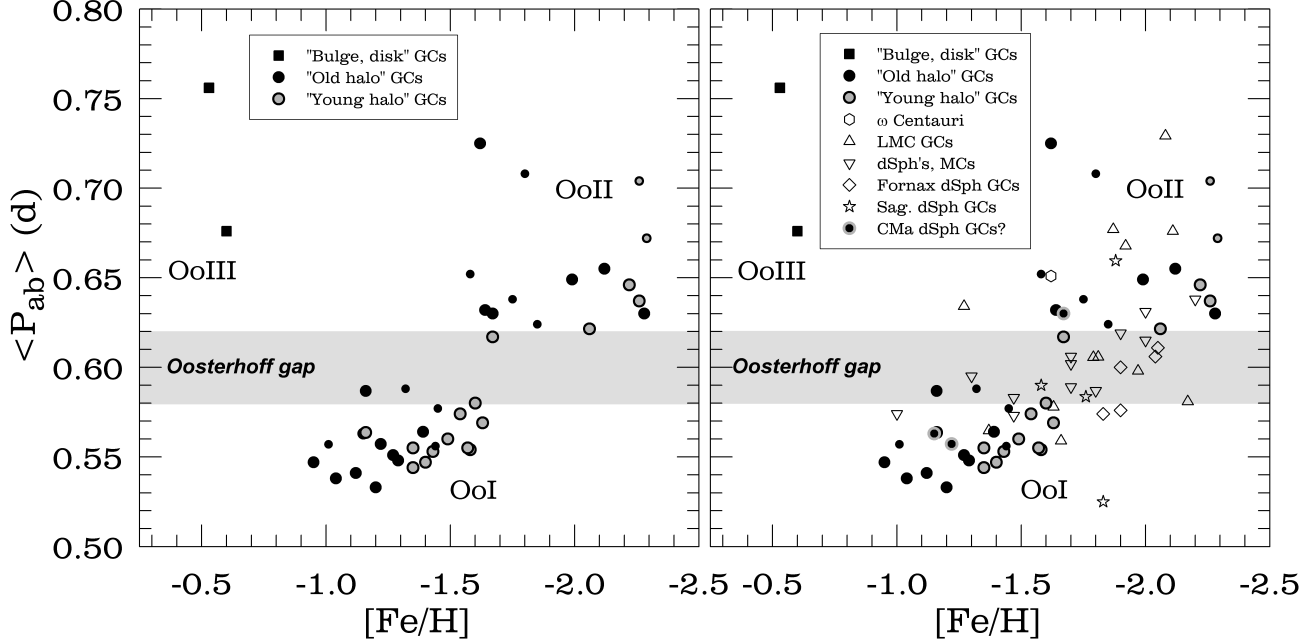 <P_ab> (d)
0.80
0.75
0.70
0.65
0.60
0.55
0.50
"Bulge, disk" GCs
"Old halo" GCs
"Young halo" GCs
OoII
OoIII
Oosterhoff gap
OoI
-0.5 -1.0 -1.5 -2.0 -2.5
[Fe/H]
"Bulge, disk" GCs
"Old halo" GCs
"Young halo" GCs
ω Centauri
LMC GCs
dSph's, MCs
Fornax dSph GCs
Sag. dSph GCs
CMa dSph GCs?
OoII
OoIII
Oosterhoff gap
OoI
-0.5 -1.0 -1.5 -2.0 -2.5
[Fe/H]